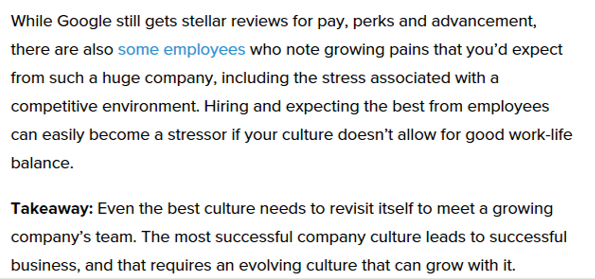 While Google still gets stellar reviews for pay, perks and advancement,
there are also some employees who note growing pains that you’d expect
from such a huge company, including the stress associated with a
competitive environment. Hiring and expecting the best from employees
can easily become a stressor if your culture doesn’t allow for good work-life
balance.
Takeaway: Even the best culture needs to revisit itself to meet a growing
company’s team. The most successful company culture leads to successful
business, and that requires an evolving culture that can grow with it.